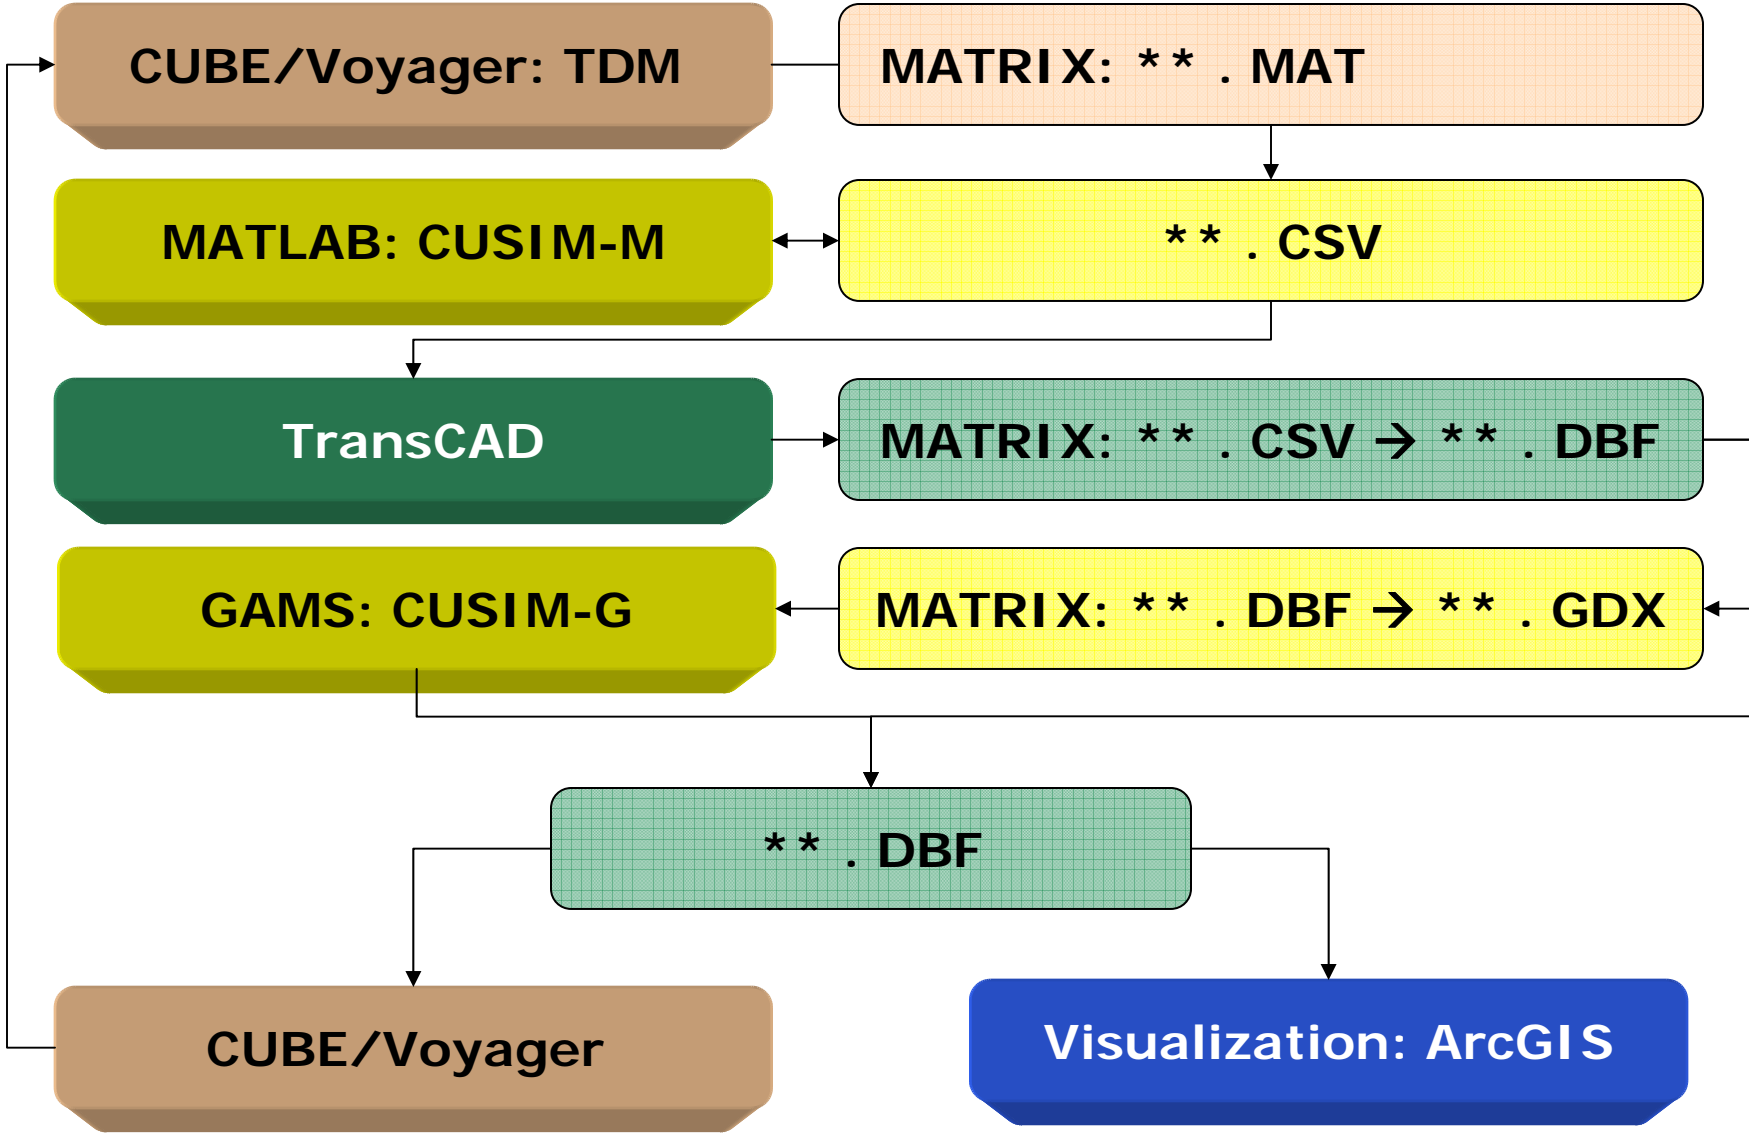 CUBE/Voyager: TDM
MATRIX: ** . MAT
MATLAB: CUSIM-M
** . CSV
TransCAD
MATRIX: ** . CSV → ** . DBF
GAMS: CUSIM-G
MATRIX: ** . DBF → ** . GDX
** . DBF
CUBE/Voyager
Visualization: ArcGIS